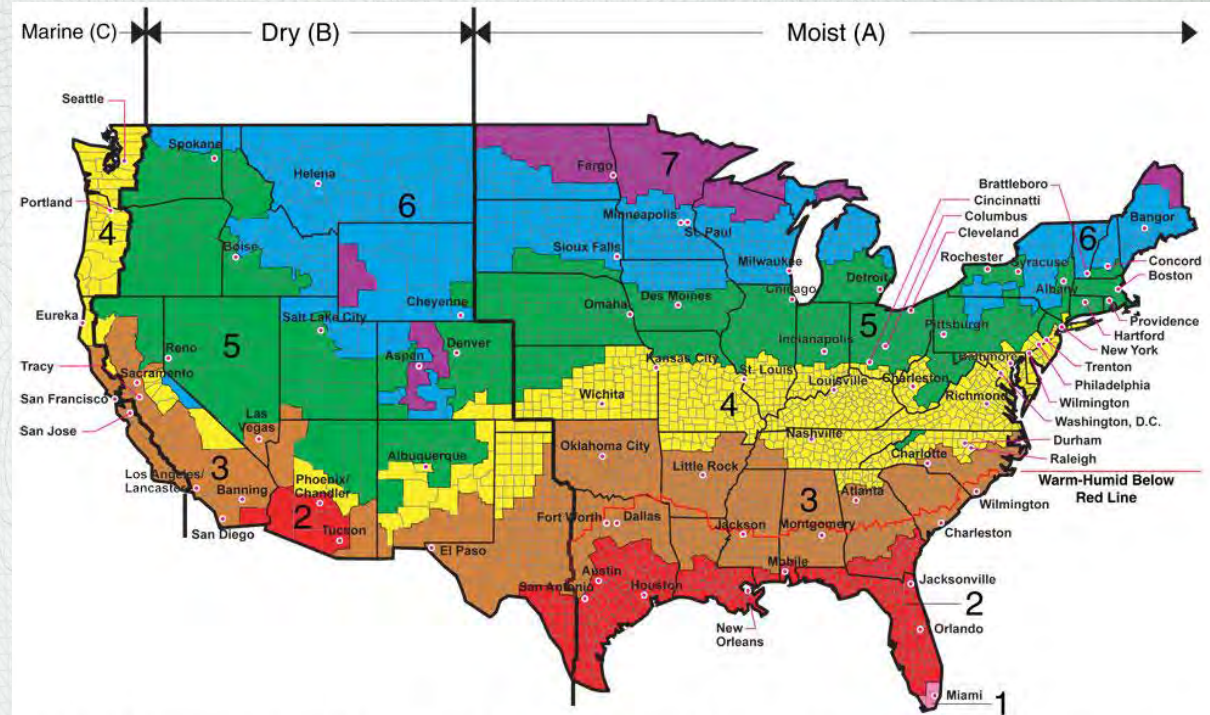 Marine (C)
Dry (B)
Moist (A)
Seattle
Spokane
Helena
Fargo
7
Brattleboro
Cincinnatti
Columbus
Cleveland
Portland
4
6
Minneapolis
St. Paul
6
Bangor
Boise
Sioux Falls
Milwaukee
Rochester
Syracuse
Concord
Boston
Cheyenne
Detroit
Albany
Eureka
Salt Lake City
Omaha
Des Moines
Chicago
5
Providence
Hartford
Reno
5
Aspen
Denver
Indianapolis
Pittsburgh
New York
Tracy
Kansas City
St. Louis
Baltimore
Trenton
Sacramento
Louisville
Charleston
Philadelphia
San Francisco
Wichita
4
Richmond
Wilmington
San Jose
Las
Vegas
Washington, D.C.
Nashville
Durham
Oklahoma City
Raleigh
3
Albuquerque
Charlotte
Los Angeles/
Lancaster
Phoenix/
Chandler
Little Rock
Warm-Humid Below
Red Line
Banning
2
3
Atlanta
Wilmington
San Diego
Tucson
Fort Worth
Dallas
Jackson
Montgomery
Charleston
El Paso
Austin
Mobile
San Antonio
Houston
Jacksonville
2
New
Orleans
Orlando
Miami
1